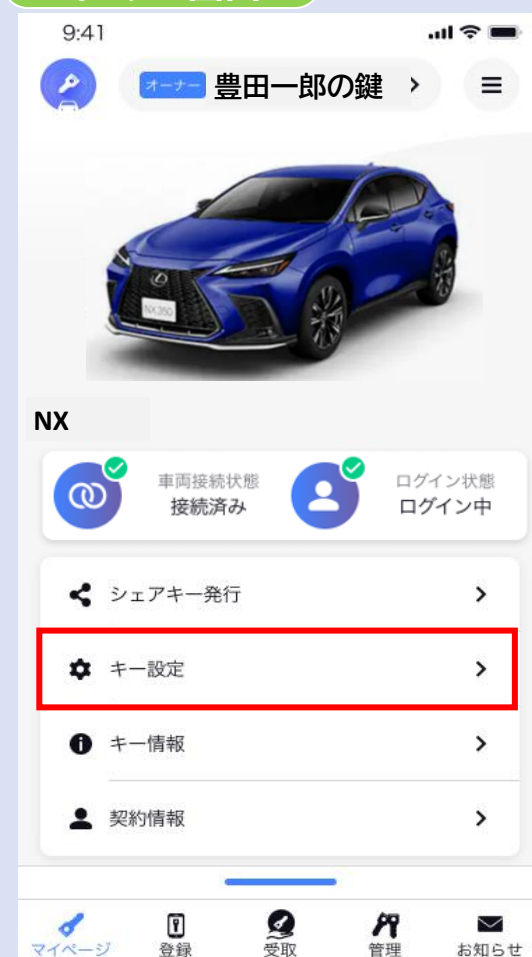 9:41
オーナー 豊田一郎の鍵
NX350
NX
車両接続状態
接続済み
ログイン状態
ログイン中
シェアキー発行
キー設定
キー情報
契約情報
マイページ 登録 受取 管理 お知らせ